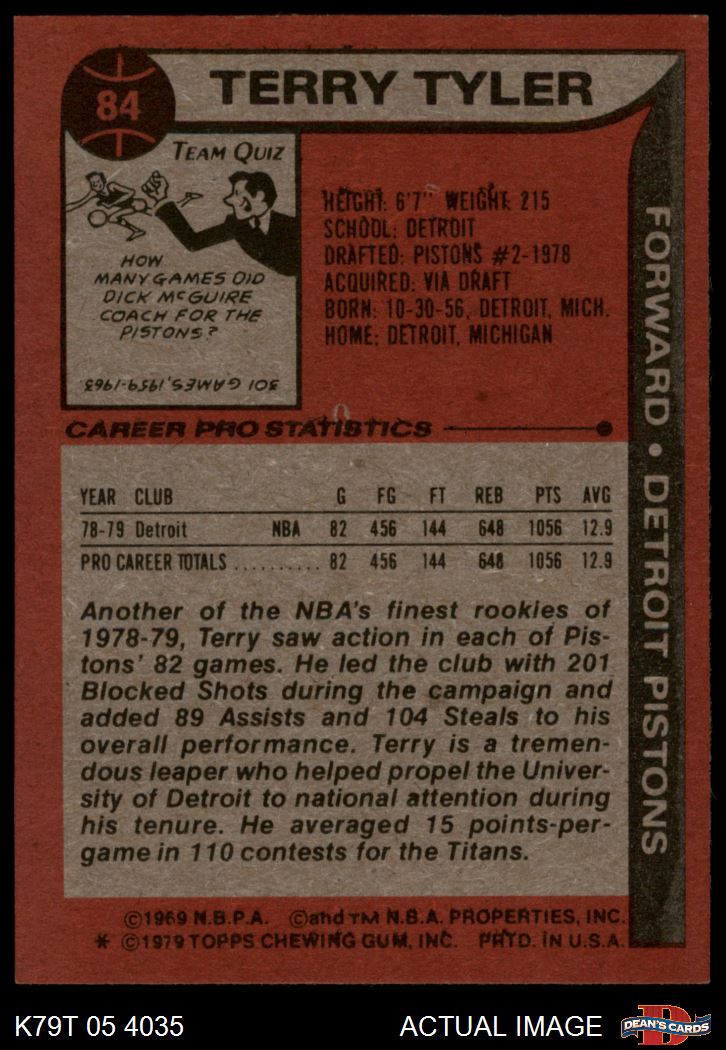 84
TERRY TYLER
TEAM QUIZ
HOW
MANY GAMES DID
DICK McGUIRE
COACH FOR THE
PISTONS?
301 GAMES, 1959-1963
HEIGHT: 6'7" WEIGHT: 215
SCHOOL: DETROIT
DRAFTED: PISTONS #2-1978
ACQUIRED: VIA DRAFT
BORN: 10-30-56, DETROIT, MICH.
HOME: DETROIT, MICHIGAN
FORWARD • DETROIT PISTONS
CAREER PRO STATISTICS
YEAR CLUB G FG FT REB PTS AVG
78-79 Detroit NBA 82 456 144 648 1056 12.9
PRO CAREER TOTALS .......... 82 456 144 648 1056 12.9
Another of the NBA's finest rookies of
1978-79, Terry saw action in each of Pis-
tons' 82 games. He led the club with 201
Blocked Shots during the campaign and
added 89 Assists and 104 Steals to his
overall performance. Terry is a tremen-
dous leaper who helped propel the Univer-
sity of Detroit to national attention during
his tenure. He averaged 15 points-per-
game in 110 contests for the Titans.
©1969 N.B.P.A. ©and TM N.B.A. PROPERTIES, INC.
* ©1979 TOPPS CHEWING GUM, INC. PRTD. IN U.S.A.
K79T 05 4035
ACTUAL IMAGE
D
DEAN'S CARDS